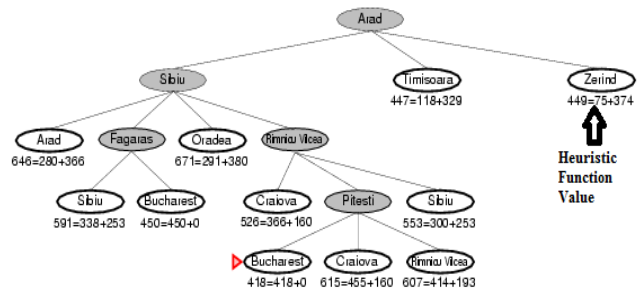 Arad
Sibiu
Timisoara
Zerind
447=118+329
449=75+374
Arad
Fagaras
Oradea
Rimnicu Vilcea
646=280+366
671=291+380
Heuristic
Function
Value
Sibiu
Bucharest
Craiova
Pitesti
Sibiu
591=338+253
450=450+0
526=366+160
553=300+253
Bucharest
Craiova
Rimnicu Vilcea
418=418+0
615=455+160
607=414+193